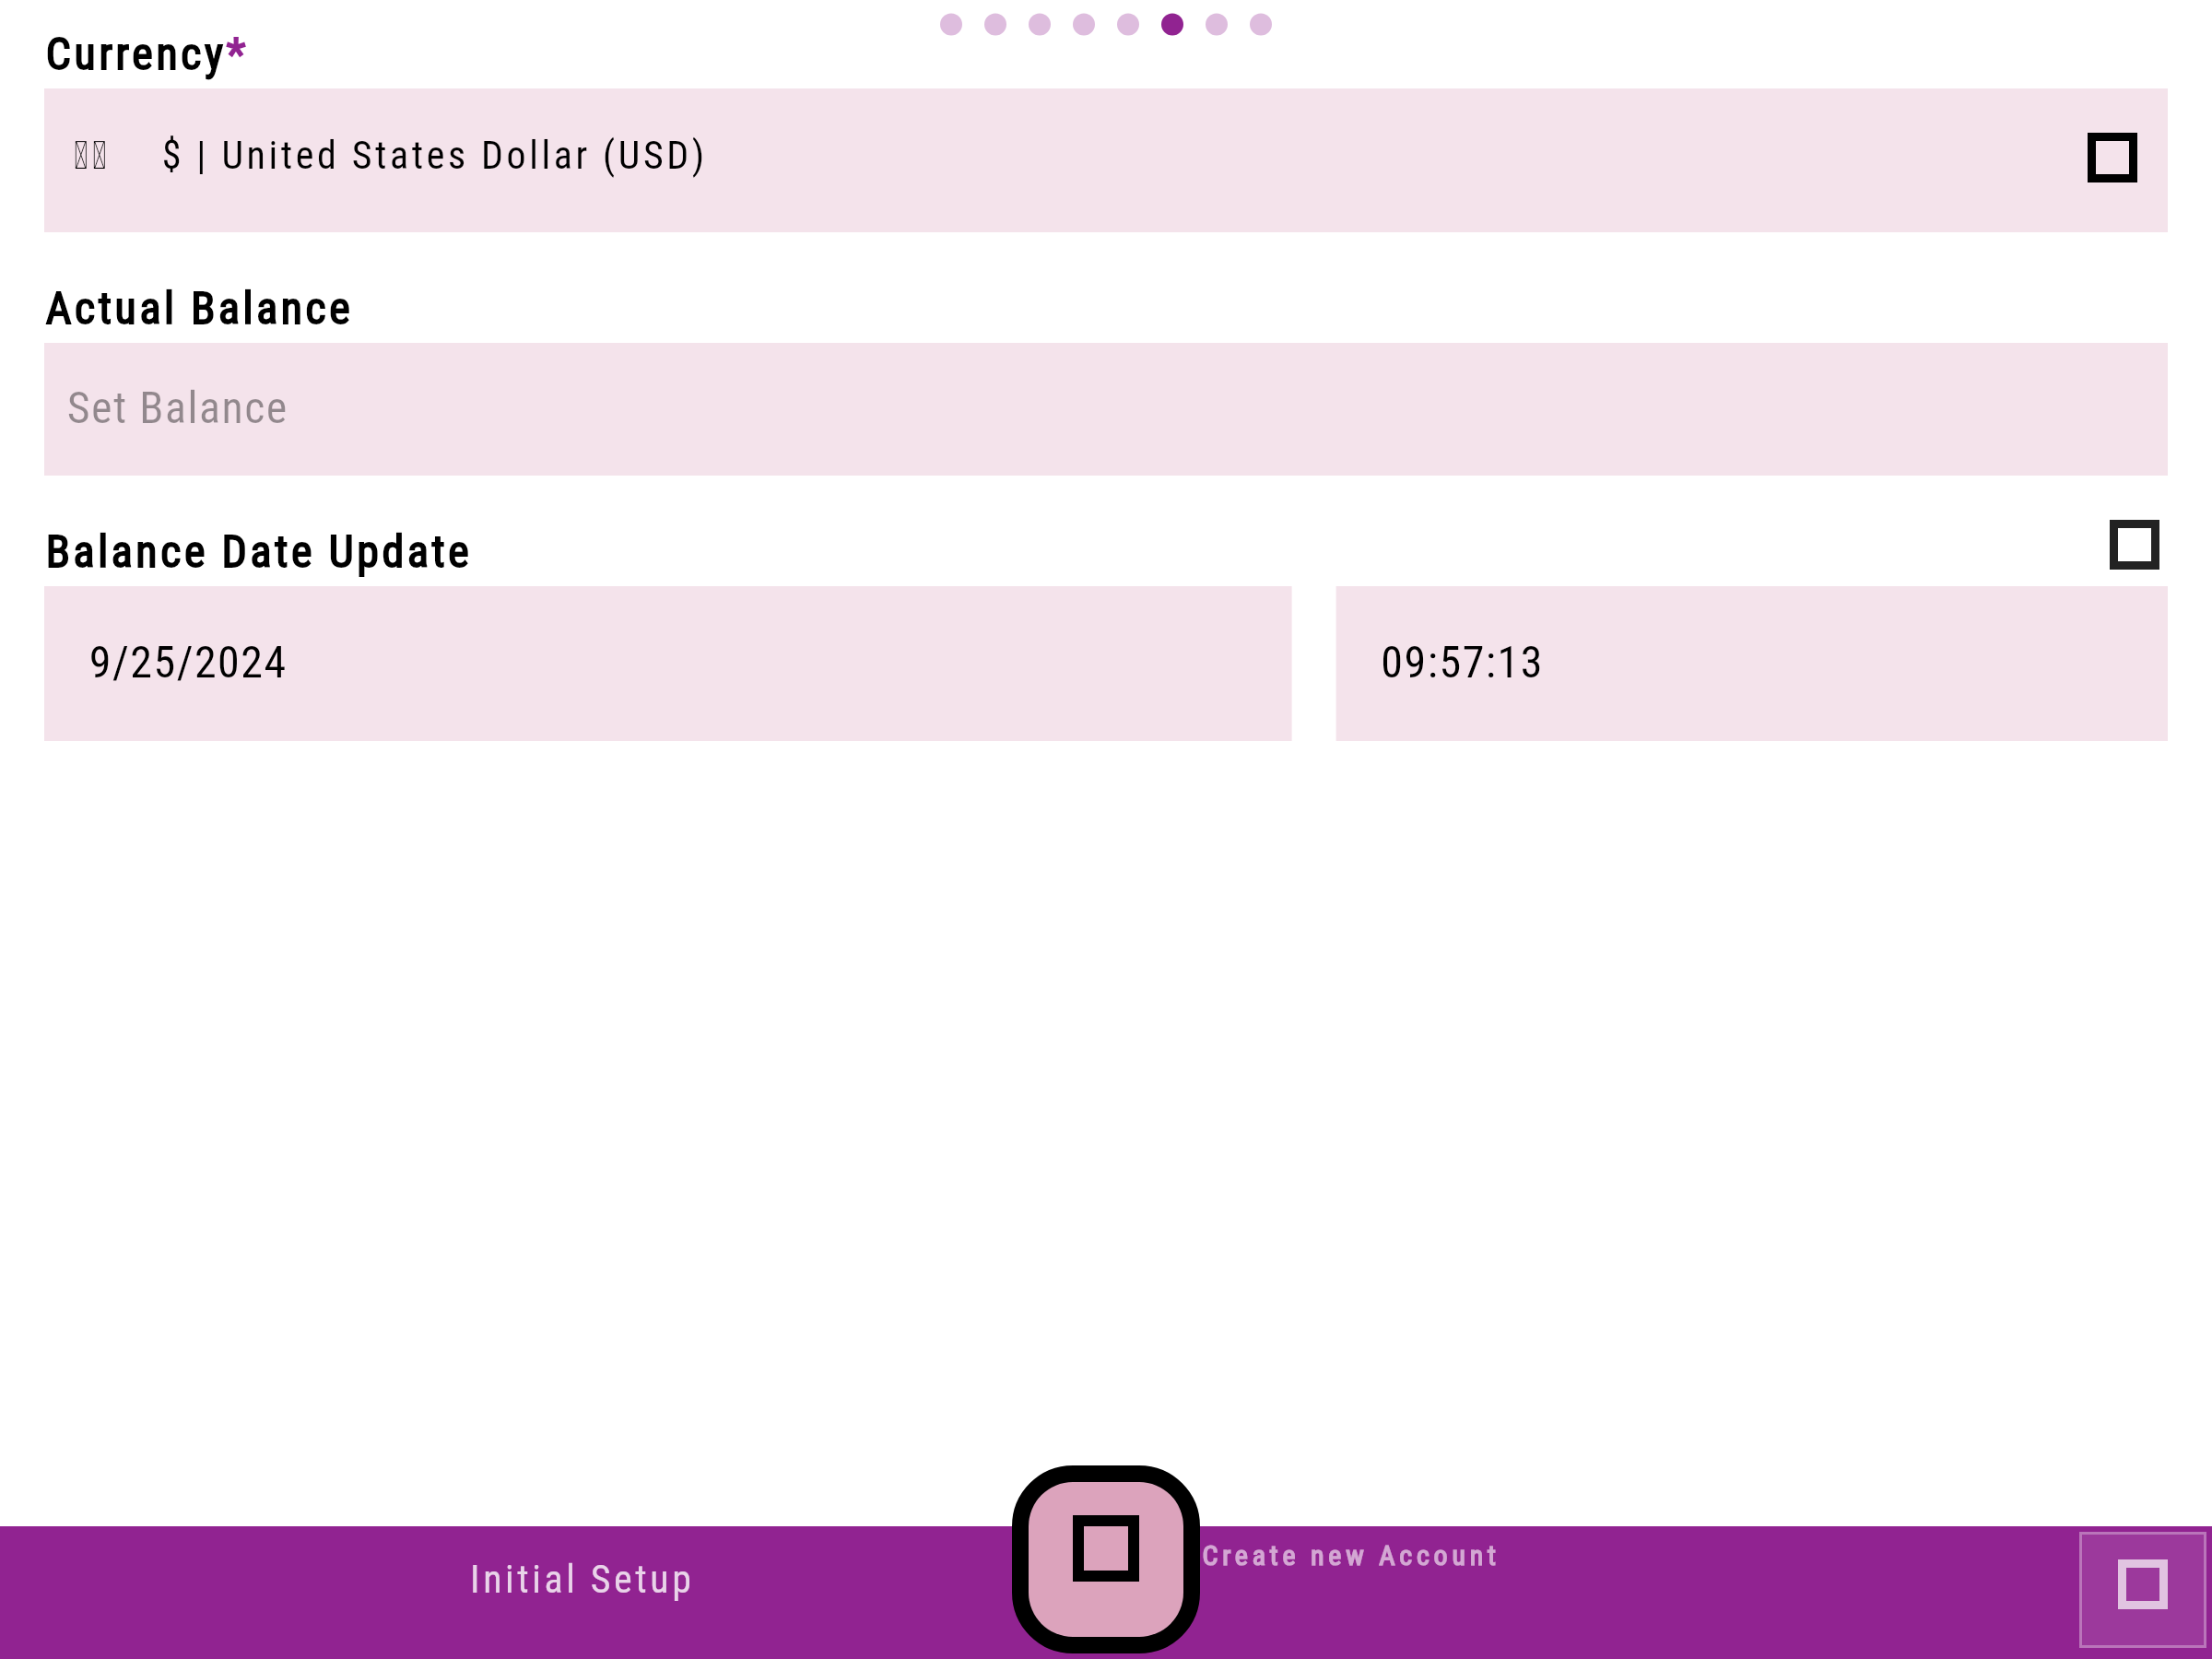 Currency*
$ | United States Dollar (USD)
Actual Balance
Set Balance
Balance Date Update
9/25/2024
09:57:13
Initial Setup
Create new Account